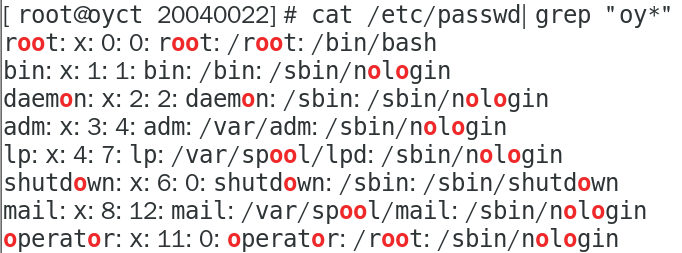 [root@oyct 20040022]# cat /etc/passwd| grep "oy*"
root:x:0:0:root:/root:/bin/bash
bin:x:1:1:bin:/bin:/sbin/nologin
daemon:x:2:2:daemon:/sbin:/sbin/nologin
adm:x:3:4:adm:/var/adm:/sbin/nologin
lp:x:4:7:lp:/var/spool/lpd:/sbin/nologin
shutdown:x:6:0:shutdown:/sbin:/sbin/shutdown
mail:x:8:12:mail:/var/spool/mail:/sbin/nologin
operator:x:11:0:operator:/root:/sbin/nologin